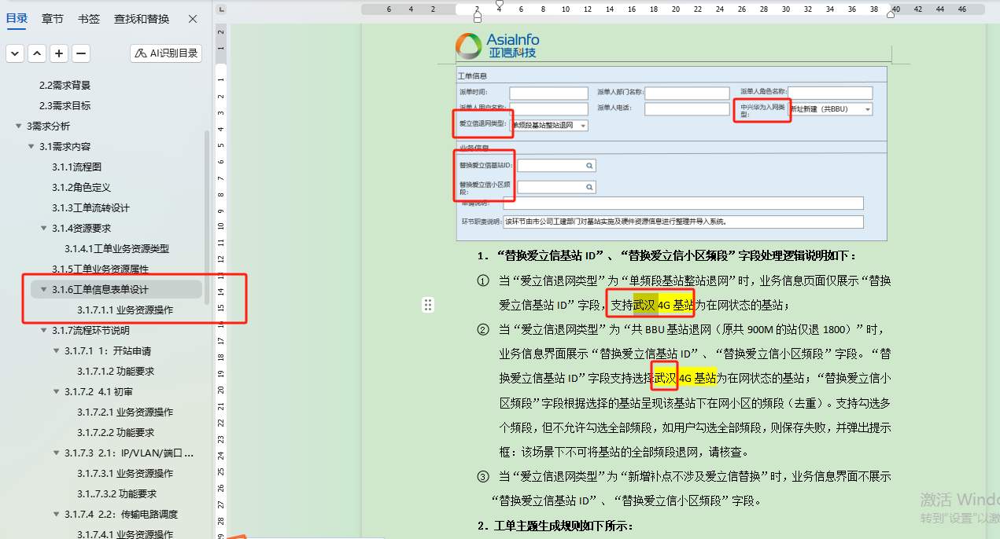 目录 章节 书签 查找和替换
AI识别目录
2.2需求背景
2.3需求目标
3需求分析
3.1需求内容
3.1.1流程图
3.1.2角色定义
3.1.3工单流转设计
3.1.4资源要求
3.1.4.1工单业务资源类型
3.1.5工单业务资源属性
3.1.6工单信息表单设计
3.1.7.1.1 业务资源操作
3.1.7流程环节说明
3.1.7.1 1：开站申请
3.1.7.1.2 功能要求
3.1.7.2 4.1 初审
3.1.7.2.1 业务资源操作
3.1.7.2.2 功能要求
3.1.7.3 2.1：IP/VLAN/端口 ...
3.1.7.3.1 业务资源操作
3.1..7.3.2 功能要求
3.1.7.4 2.2：传输电路调度
3.1.7.4.1 业务资源操作
6 4 2 2 4 6 8 10 12 14 16 18 20 22 24 26 28 30 32 34 36 38 40 42 44 46
2
1
1
2
3
4
5
6
7
8
9
10
11
12
13
14
15
16
17
18
19
20
21
22
23
24
25
26
27
28
29
AsiaInfo
亚信科技
工单信息
派单时间： 派单人部门名称： 派单人角色名称：
派单人用户名称： 派单人电话： 中兴华为入网类
型： 新址新建（共BBU）
爱立信退网类型： 单频段基站整站退网
业务信息
替换爱立信基站ID：
替换爱立信小区频
段：
申请说明：
环节职责说明： 该环节由市公司工建部门对基站实施及硬件资源信息进行整理并导入系统。
1. “替换爱立信基站 ID”、“替换爱立信小区频段”字段处理逻辑说明如下：
① 当“爱立信退网类型”为“单频段基站整站退网”时，业务信息页面仅展示“替换
爱立信基站 ID”字段，支持武汉 4G 基站为在网状态的基站；
② 当“爱立信退网类型”为“共 BBU 基站退网（原共 900M 的站仅退 1800）”时，
业务信息界面展示“替换爱立信基站 ID”、“替换爱立信小区频段”字段。“替
换爱立信基站 ID”字段支持选择武汉 4G 基站为在网状态的基站；“替换爱立信小
区频段”字段根据选择的基站呈现该基站下在网小区的频段（去重）。支持勾选多
个频段，但不允许勾选全部频段，如用户勾选全部频段，则保存失败，并弹出提示
框：该场景下不可将基站的全部频段退网，请核查。
③ 当“爱立信退网类型”为“新增补点不涉及爱立信替换”时，业务信息界面不展示
“替换爱立信基站 ID”、“替换爱立信小区频段”字段。
2. 工单主题生成规则如下所示：
激活 Windo
转到“设置”以激